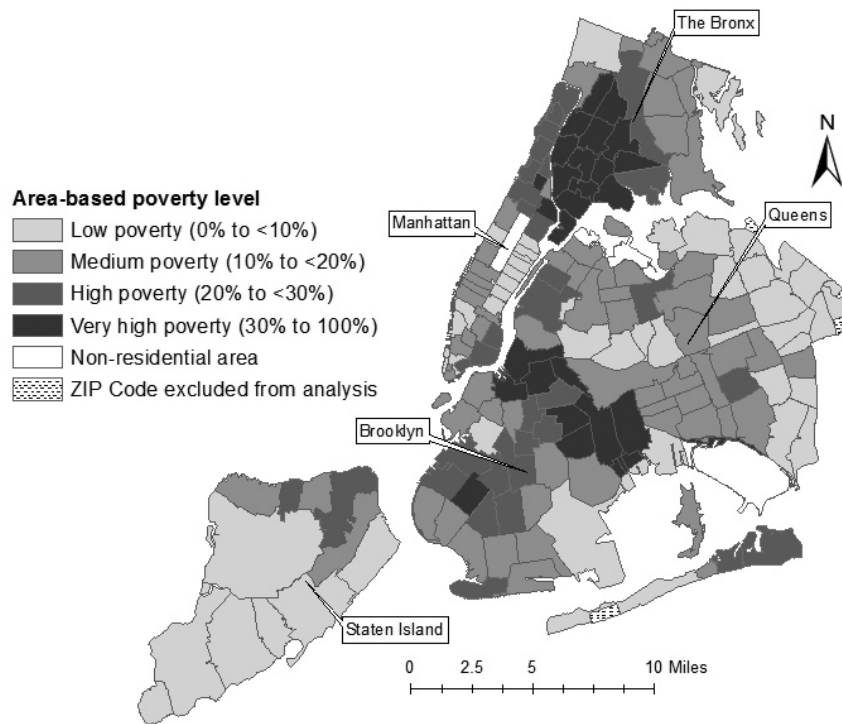 The Bronx
N
Area-based poverty level
Low poverty (0% to <10%)
Medium poverty (10% to <20%)
High poverty (20% to <30%)
Very high poverty (30% to 100%)
Non-residential area
ZIP Code excluded from analysis
Manhattan
Queens
Brooklyn
Staten Island
0 2.5 5 10 Miles